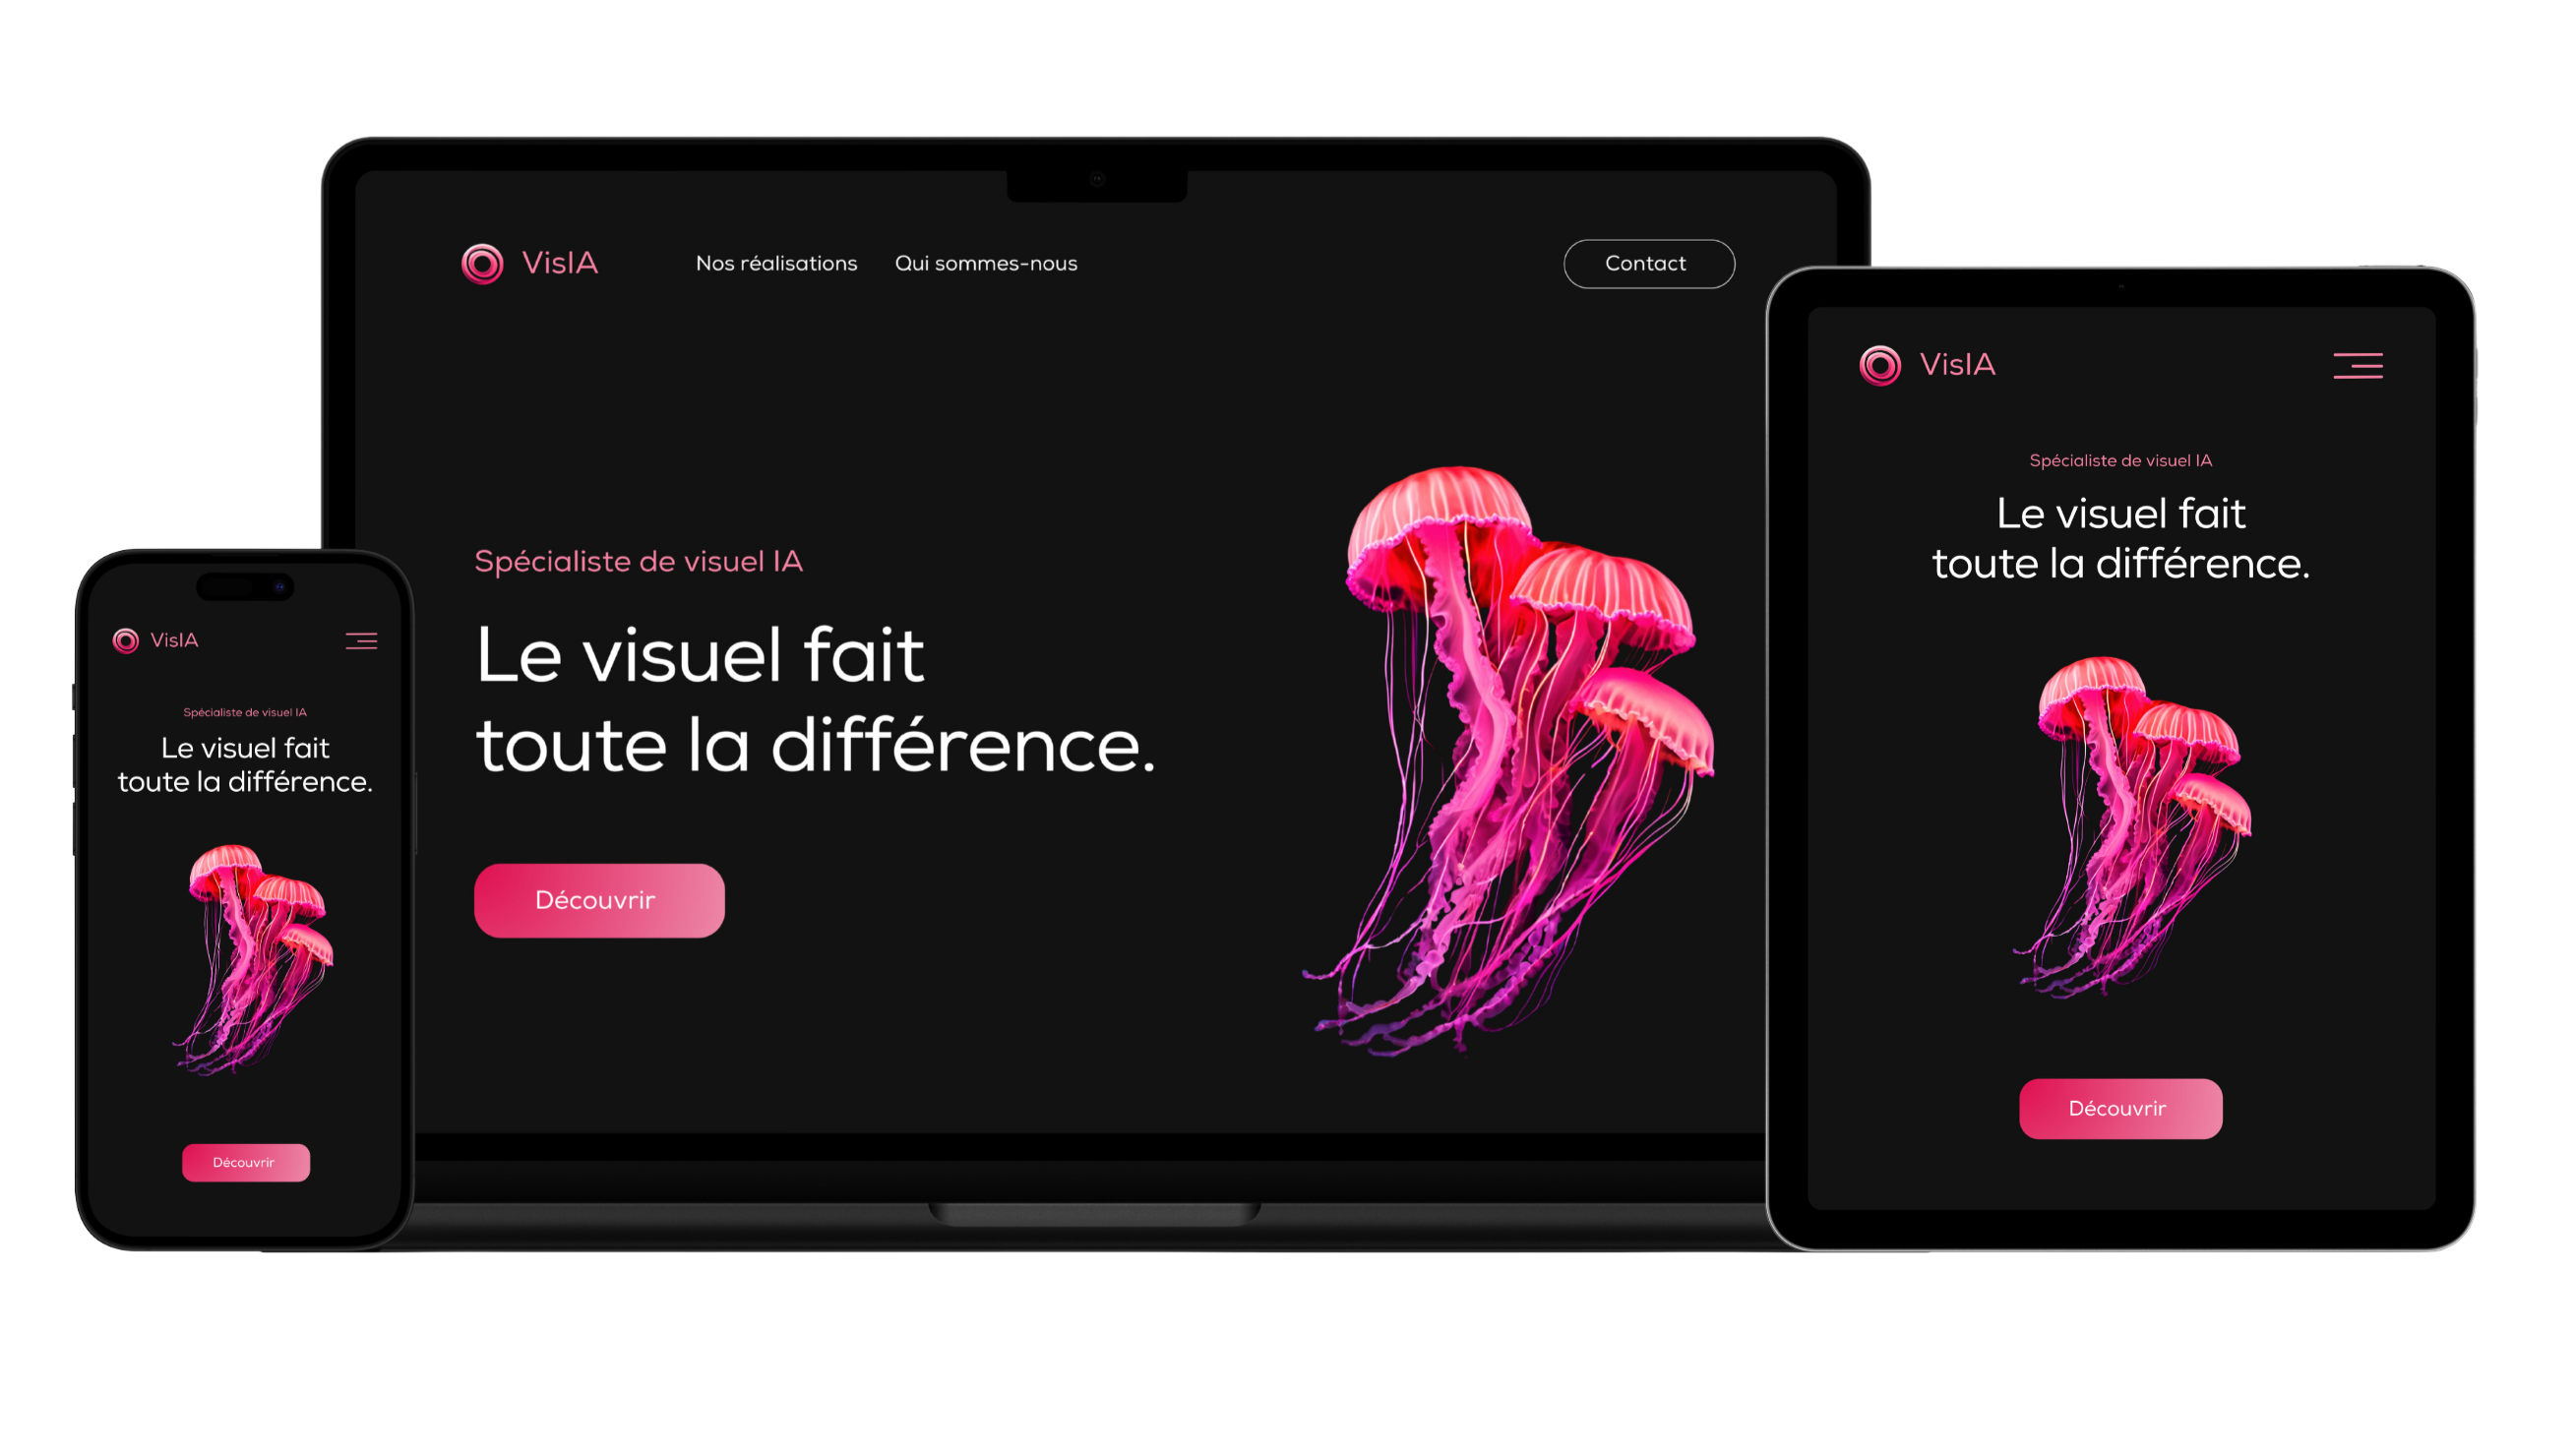 VisIA
Nos réalisations
Qui sommes-nous
Contact
Spécialiste de visuel IA
Le visuel fait
toute la différence.
Découvrir
VisIA
Spécialiste de visuel IA
Le visuel fait
toute la différence.
Découvrir
VisIA
Spécialiste de visuel IA
Le visuel fait
toute la différence.
Découvrir